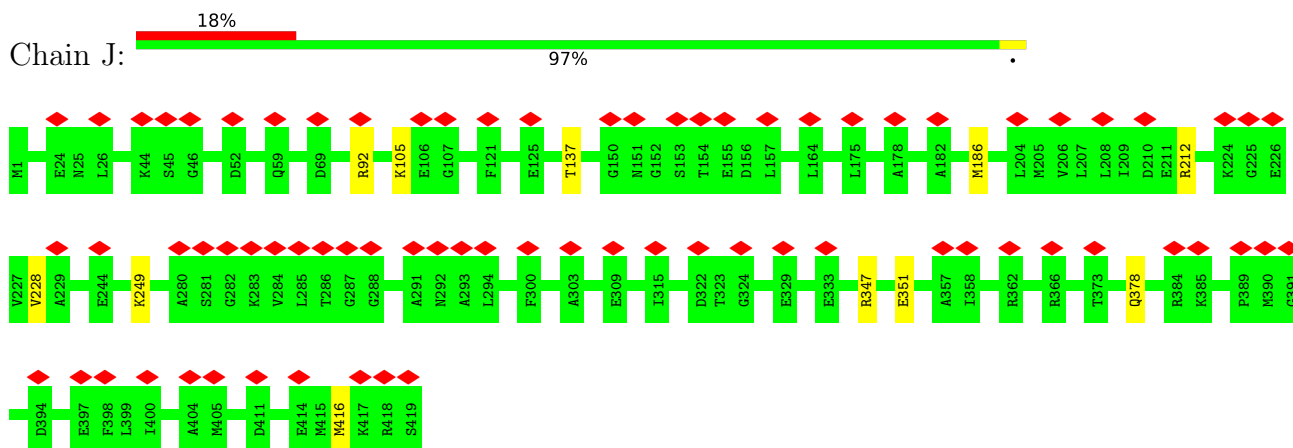 18%
Chain J:
97%
.
M1 E24 N25 L26 K44 S45 G46 D52 Q59 D69 R92 K105 E106 G107 F121 E125 T137 G150 N151 G152 S153 T154 E155 D156 L157 L164 L175 A178 A182 M186 L204 M205 V206 L207 L208 I209 D210 E211 R212 K224 G225 E226
V227 V228 A229 E244 K249 A280 S281 G282 K283 V284 L285 T286 G287 G288 A291 N292 A293 L294 F300 A303 E309 I315 D322 T323 G324 E329 E333 R347 E351 A357 I358 R362 R366 T373 Q378 R384 K385 P389 M390 G391
D394 E397 F398 L399 I400 A404 M405 D411 E414 M415 M416 K417 R418 S419